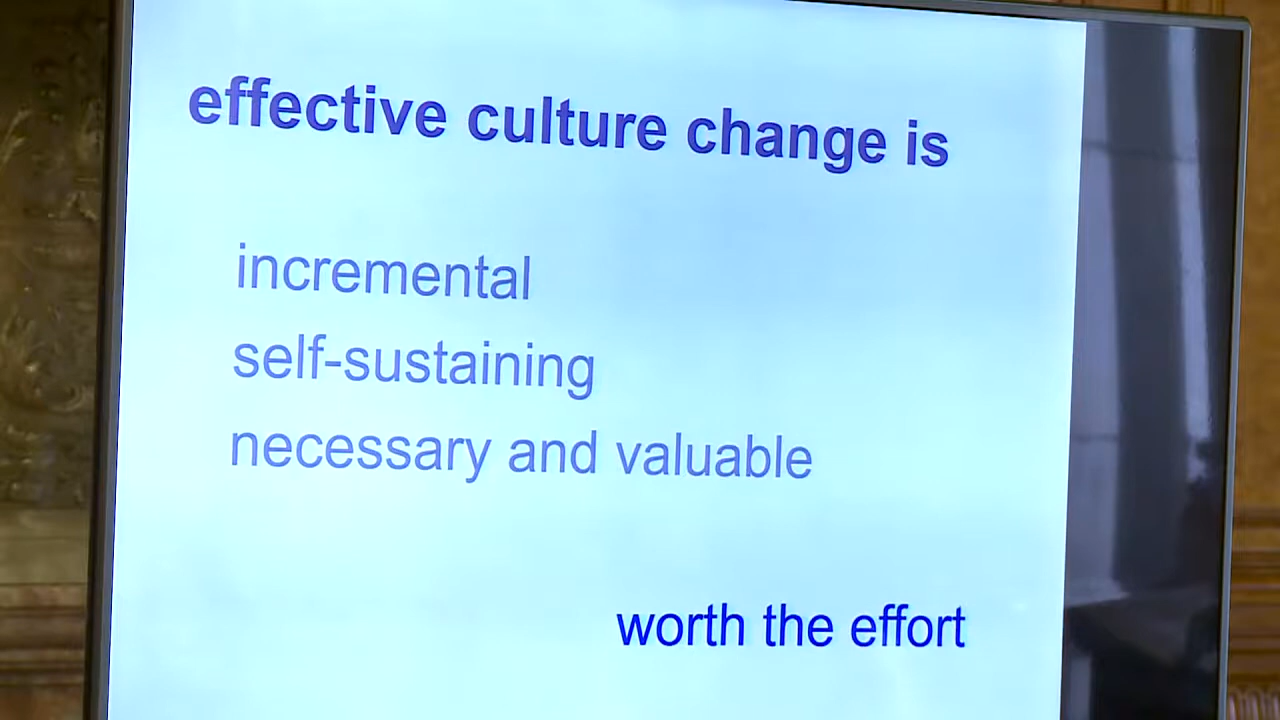 effective culture change is
incremental
self-sustaining
necessary and valuable
worth the effort